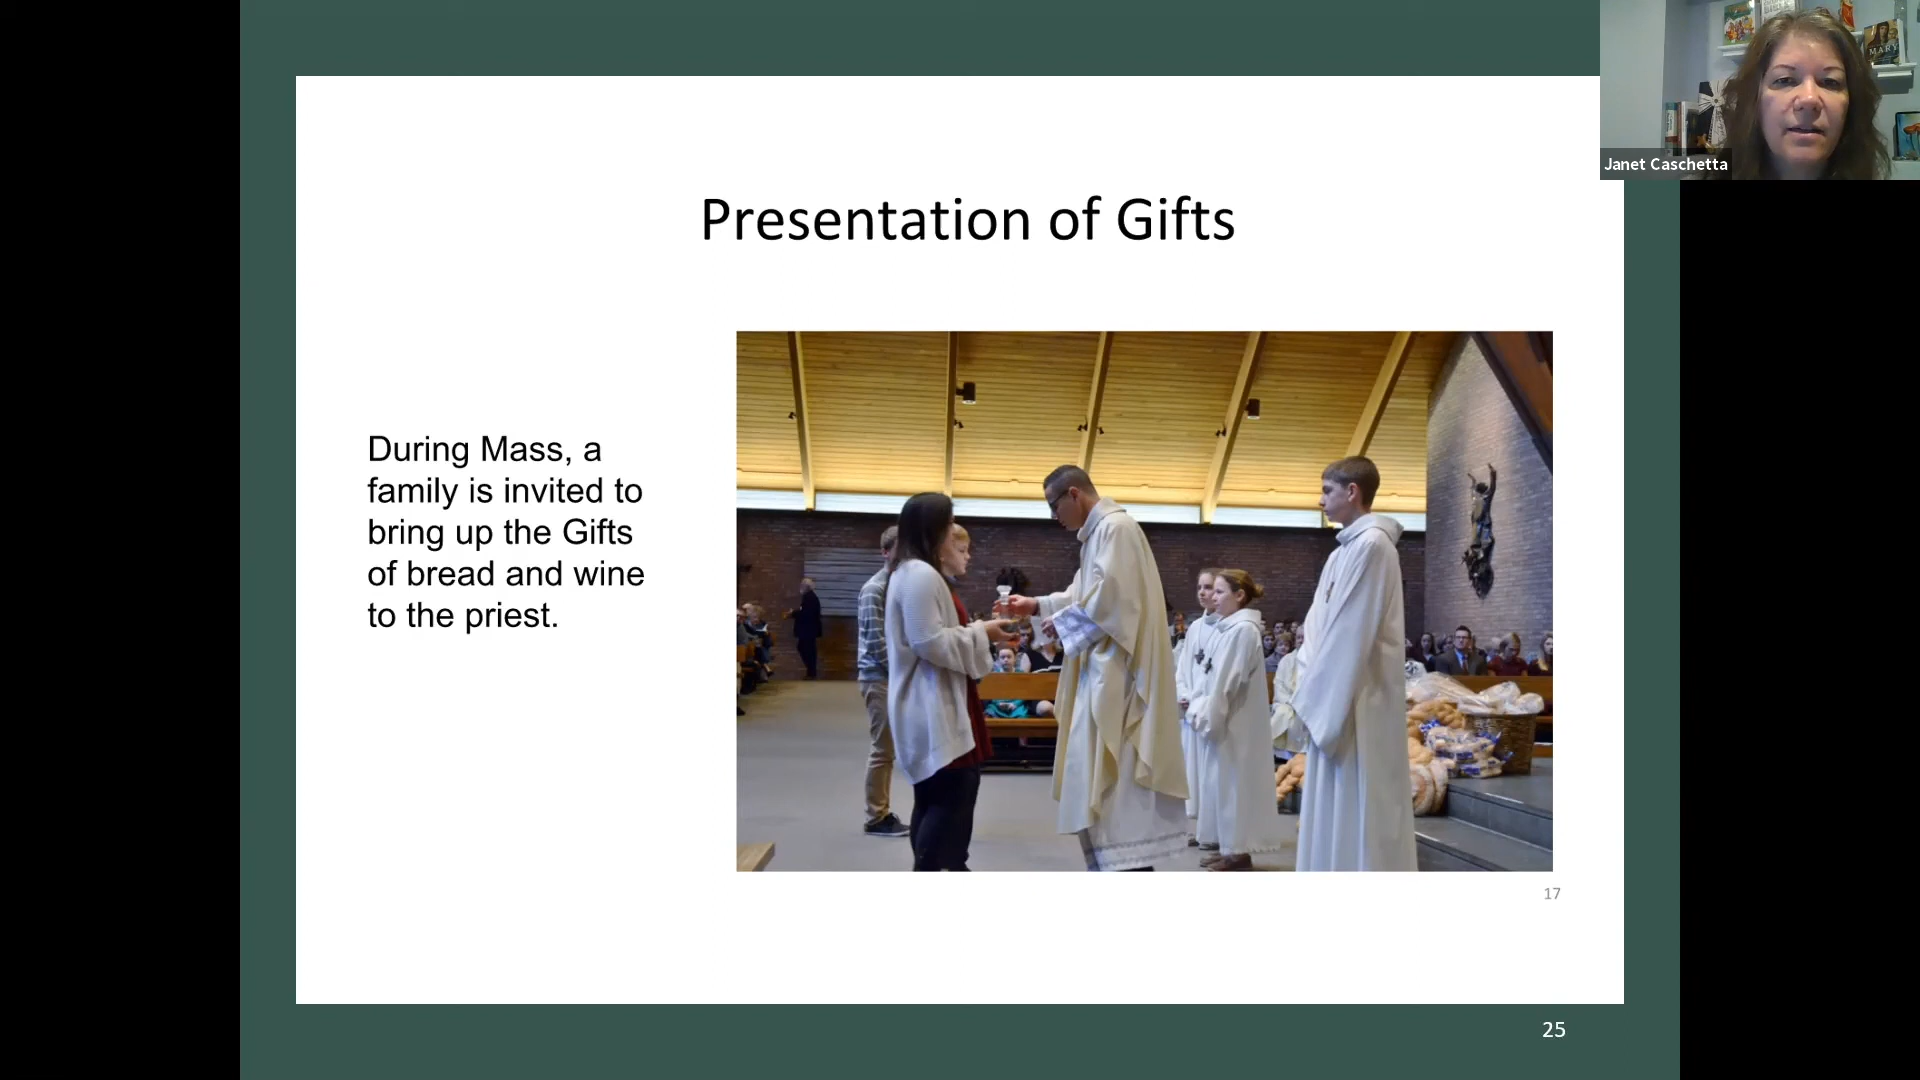 MARY
Janet Caschetta
Presentation of Gifts
During Mass, a
family is invited to
bring up the Gifts
of bread and wine
to the priest.
17
25